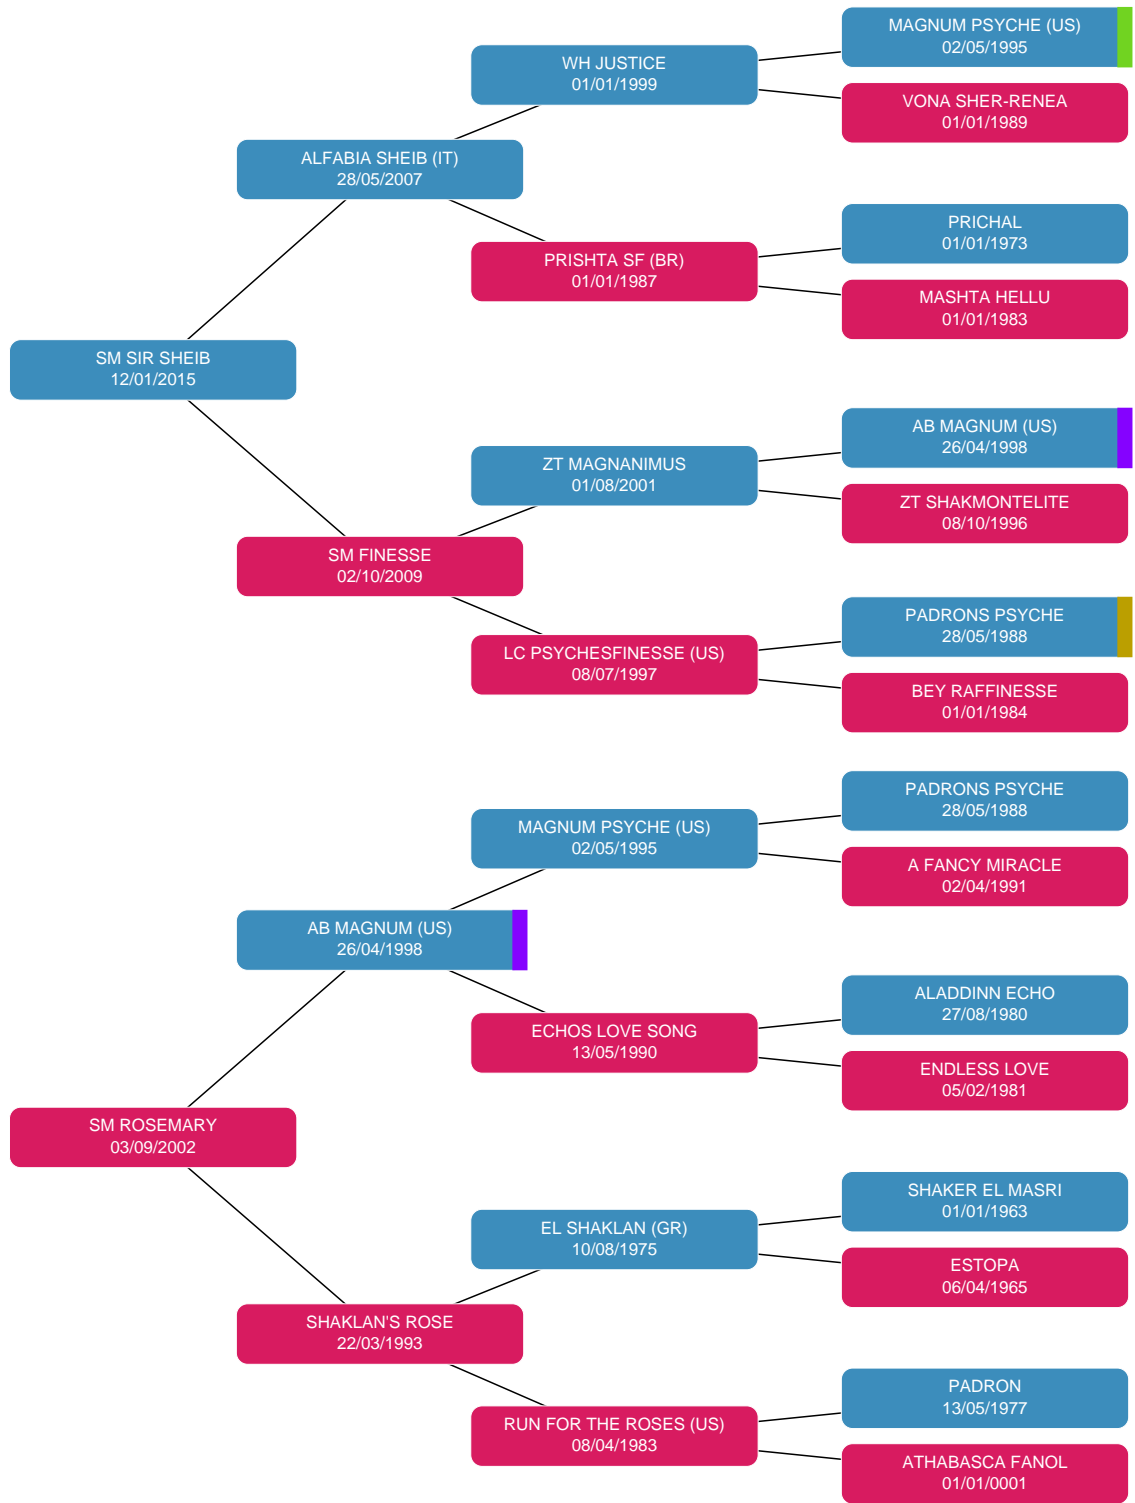 MAGNUM PSYCHE (US)
02/05/1995
WH JUSTICE
01/01/1999
VONA SHER-RENEA
01/01/1989
ALFABIA SHEIB (IT)
28/05/2007
PRICHAL
01/01/1973
PRISHTA SF (BR)
01/01/1987
MASHTA HELLU
01/01/1983
SM SIR SHEIB
12/01/2015
AB MAGNUM (US)
26/04/1998
ZT MAGNANIMUS
01/08/2001
ZT SHAKMONTELITE
08/10/1996
SM FINESSE
02/10/2009
PADRONS PSYCHE
28/05/1988
LC PSYCHESFINESSE (US)
08/07/1997
BEY RAFFINESSE
01/01/1984
PADRONS PSYCHE
28/05/1988
MAGNUM PSYCHE (US)
02/05/1995
A FANCY MIRACLE
02/04/1991
AB MAGNUM (US)
26/04/1998
ALADDINN ECHO
27/08/1980
ECHOS LOVE SONG
13/05/1990
ENDLESS LOVE
05/02/1981
SM ROSEMARY
03/09/2002
SHAKER EL MASRI
01/01/1963
EL SHAKLAN (GR)
10/08/1975
ESTOPA
06/04/1965
SHAKLAN'S ROSE
22/03/1993
PADRON
13/05/1977
RUN FOR THE ROSES (US)
08/04/1983
ATHABASCA FANOL
01/01/0001